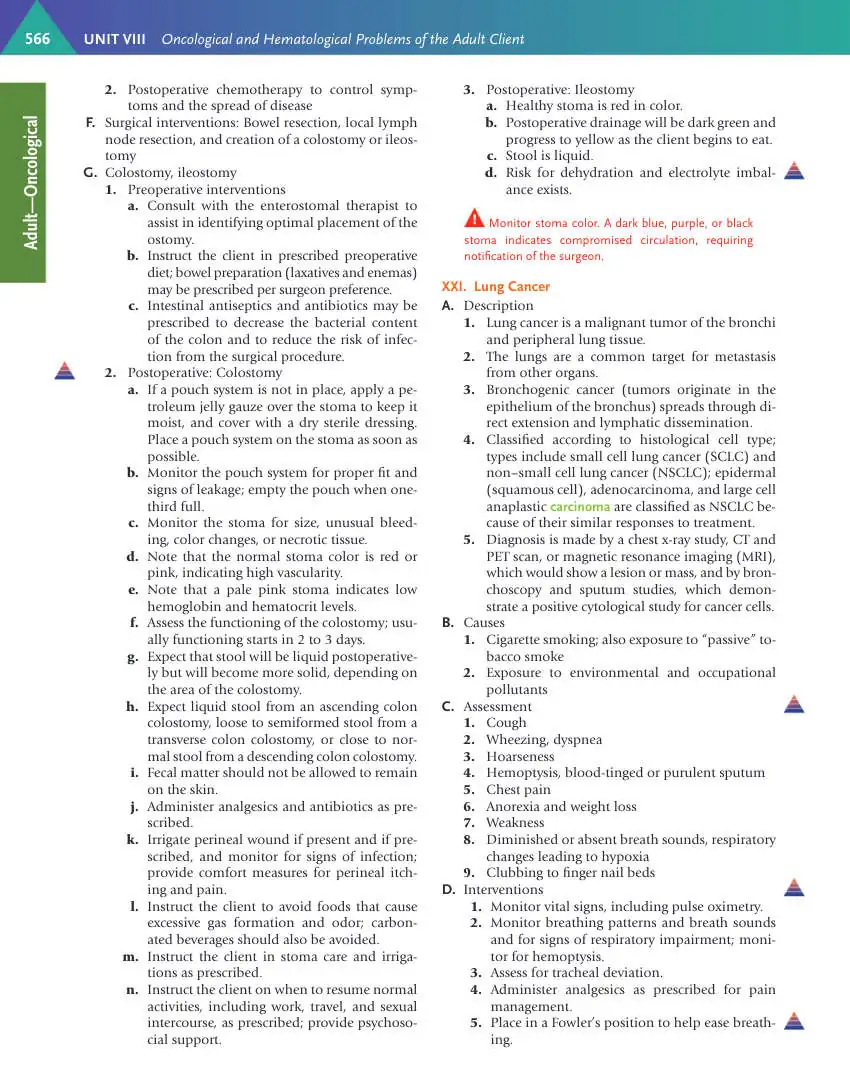 566
UNIT VIII Oncological and Hematological Problems of the Adult Client
Adult—Oncological
2. Postoperative chemotherapy to control symp-
toms and the spread of disease
F. Surgical interventions: Bowel resection, local lymph
node resection, and creation of a colostomy or ileos-
tomy
G. Colostomy, ileostomy
1. Preoperative interventions
a. Consult with the enterostomal therapist to
assist in identifying optimal placement of the
ostomy.
b. Instruct the client in prescribed preoperative
diet; bowel preparation (laxatives and enemas)
may be prescribed per surgeon preference.
c. Intestinal antiseptics and antibiotics may be
prescribed to decrease the bacterial content
of the colon and to reduce the risk of infec-
tion from the surgical procedure.
2. Postoperative: Colostomy
a. If a pouch system is not in place, apply a pe-
troleum jelly gauze over the stoma to keep it
moist, and cover with a dry sterile dressing.
Place a pouch system on the stoma as soon as
possible.
b. Monitor the pouch system for proper fit and
signs of leakage; empty the pouch when one-
third full.
c. Monitor the stoma for size, unusual bleed-
ing, color changes, or necrotic tissue.
d. Note that the normal stoma color is red or
pink, indicating high vascularity.
e. Note that a pale pink stoma indicates low
hemoglobin and hematocrit levels.
f. Assess the functioning of the colostomy; usu-
ally functioning starts in 2 to 3 days.
g. Expect that stool will be liquid postoperative-
ly but will become more solid, depending on
the area of the colostomy.
h. Expect liquid stool from an ascending colon
colostomy, loose to semiformed stool from a
transverse colon colostomy, or close to nor-
mal stool from a descending colon colostomy.
i. Fecal matter should not be allowed to remain
on the skin.
j. Administer analgesics and antibiotics as pre-
scribed.
k. Irrigate perineal wound if present and if pre-
scribed, and monitor for signs of infection;
provide comfort measures for perineal itch-
ing and pain.
l. Instruct the client to avoid foods that cause
excessive gas formation and odor; carbon-
ated beverages should also be avoided.
m. Instruct the client in stoma care and irriga-
tions as prescribed.
n. Instruct the client on when to resume normal
activities, including work, travel, and sexual
intercourse, as prescribed; provide psychoso-
cial support.
3. Postoperative: Ileostomy
a. Healthy stoma is red in color.
b. Postoperative drainage will be dark green and
progress to yellow as the client begins to eat.
c. Stool is liquid.
d. Risk for dehydration and electrolyte imbal-
ance exists.
Monitor stoma color. A dark blue, purple, or black
stoma indicates compromised circulation, requiring
notification of the surgeon.
XXI. Lung Cancer
A. Description
1. Lung cancer is a malignant tumor of the bronchi
and peripheral lung tissue.
2. The lungs are a common target for metastasis
from other organs.
3. Bronchogenic cancer (tumors originate in the
epithelium of the bronchus) spreads through di-
rect extension and lymphatic dissemination.
4. Classified according to histological cell type;
types include small cell lung cancer (SCLC) and
non–small cell lung cancer (NSCLC); epidermal
(squamous cell), adenocarcinoma, and large cell
anaplastic carcinoma are classified as NSCLC be-
cause of their similar responses to treatment.
5. Diagnosis is made by a chest x-ray study, CT and
PET scan, or magnetic resonance imaging (MRI),
which would show a lesion or mass, and by bron-
choscopy and sputum studies, which demon-
strate a positive cytological study for cancer cells.
B. Causes
1. Cigarette smoking; also exposure to “passive” to-
bacco smoke
2. Exposure to environmental and occupational
pollutants
C. Assessment
1. Cough
2. Wheezing, dyspnea
3. Hoarseness
4. Hemoptysis, blood-tinged or purulent sputum
5. Chest pain
6. Anorexia and weight loss
7. Weakness
8. Diminished or absent breath sounds, respiratory
changes leading to hypoxia
9. Clubbing to finger nail beds
D. Interventions
1. Monitor vital signs, including pulse oximetry.
2. Monitor breathing patterns and breath sounds
and for signs of respiratory impairment; moni-
tor for hemoptysis.
3. Assess for tracheal deviation.
4. Administer analgesics as prescribed for pain
management.
5. Place in a Fowler’s position to help ease breath-
ing.